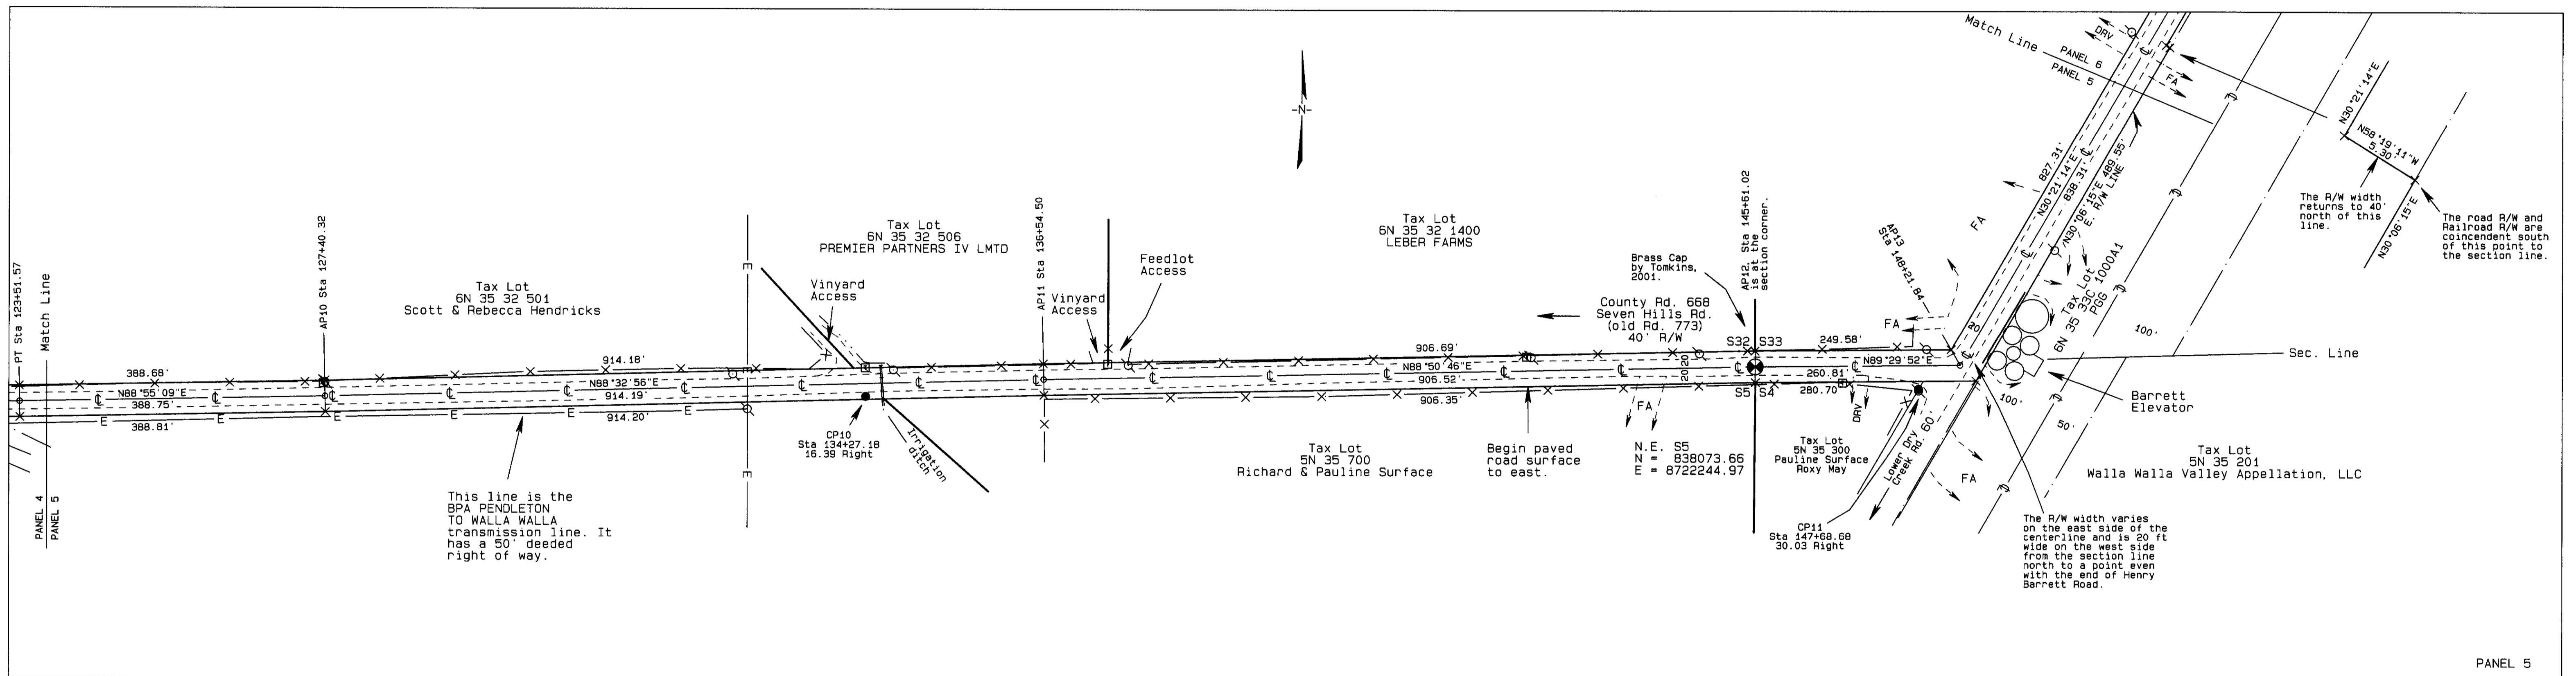 PT Sta 123+51.57
Match Line
PANEL 4
PANEL 5
388.68'
N88°55'09"E
388.75'
388.81'
AP10 Sta 127+40.32
Tax Lot
6N 35 32 501
Scott & Rebecca Hendricks
914.18'
N88°32'56"E
914.19'
914.20'
This line is the
BPA PENDLETON
TO WALLA WALLA
transmission line. It
has a 50' deeded
right of way.
E
Tax Lot
6N 35 32 506
PREMIER PARTNERS IV LMTD
Vinyard
Access
CP10
Sta 134+27.18
16.39 Right
Irrigation
ditch
AP11 Sta 136+54.50
Vinyard
Access
Feedlot
Access
-N-
Tax Lot
6N 35 32 1400
LEBER FARMS
906.69'
N88°50'46"E
906.52'
906.35'
Tax Lot
5N 35 700
Richard & Pauline Surface
Begin paved
road surface
to east.
County Rd. 668
Seven Hills Rd.
(old Rd. 773)
40' R/W
Brass Cap
by Tomkins,
2001.
AP12, Sta 145+61.02
is at the
section corner.
20 20
FA
N.E. S5
N = 838073.66
E = 8722244.97
S32 S33
S5 S4
249.58'
N89°29'52"E
260.81'
280.70'
DRV
Tax Lot
5N 35 300
Pauline Surface
Roxy May
CP11
Sta 147+68.68
30.03 Right
Lower Dry
Creek Rd. 60'
AP13
Sta 148+21.84
FA
FA
20
827.31'
N30°21'14"E
838.31'
N30°06'15"E 489.55'
E. R/W LINE
Match Line
PANEL 6
PANEL 5
DRV
FA
Tax Lot
6N 35 33C 1000A1
PGG
100'
100'
50'
FA
Sec. Line
Barrett
Elevator
Tax Lot
5N 35 201
Walla Walla Valley Appellation, LLC
The R/W width varies
on the east side of the
centerline and is 20 ft
wide on the west side
from the section line
north to a point even
with the end of Henry
Barrett Road.
N30°21'14"E
N58°19'11"W
5.30'
N30°06'15"E
The R/W width
returns to 40'
north of this
line.
The road R/W and
Railroad R/W are
coincendent south
of this point to
the section line.
PANEL 5